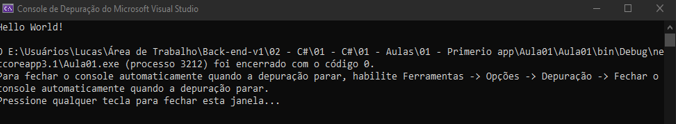 Console de Depuração do Microsoft Visual Studio
Hello World!
O E:\Usuários\Lucas\Área de Trabalho\Back-end-v1\02 - C#\01 - C#\01 - Aulas\01 - Primerio app\Aula01\Aula01\bin\Debug\ne
tcoreapp3.1\Aula01.exe (processo 3212) foi encerrado com o código 0.
Para fechar o console automaticamente quando a depuração parar, habilite Ferramentas -> Opções -> Depuração -> Fechar o
console automaticamente quando a depuração parar.
Pressione qualquer tecla para fechar esta janela...